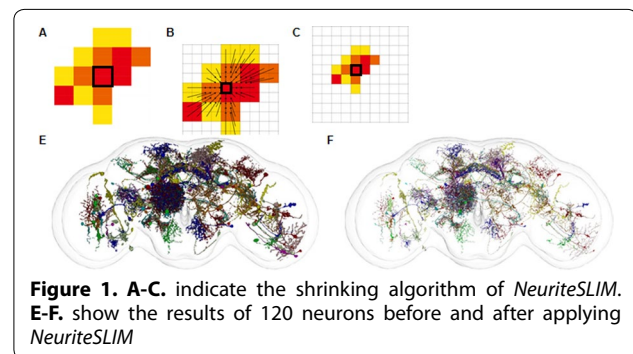 A
B
C
E
F
Figure 1. A-C. indicate the shrinking algorithm of NeuriteSLIM.
E-F. show the results of 120 neurons before and after applying
NeuriteSLIM